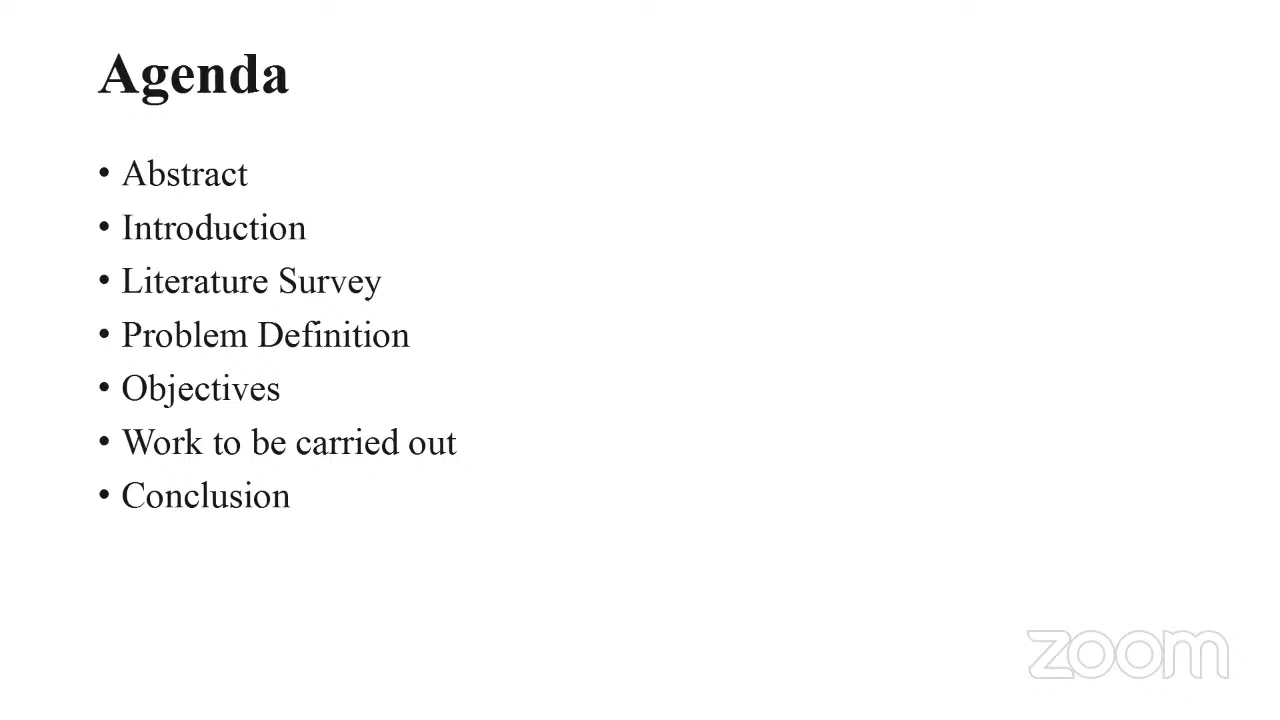 Agenda
• Abstract
• Introduction
• Literature Survey
• Problem Definition
• Objectives
• Work to be carried out
• Conclusion
zoom